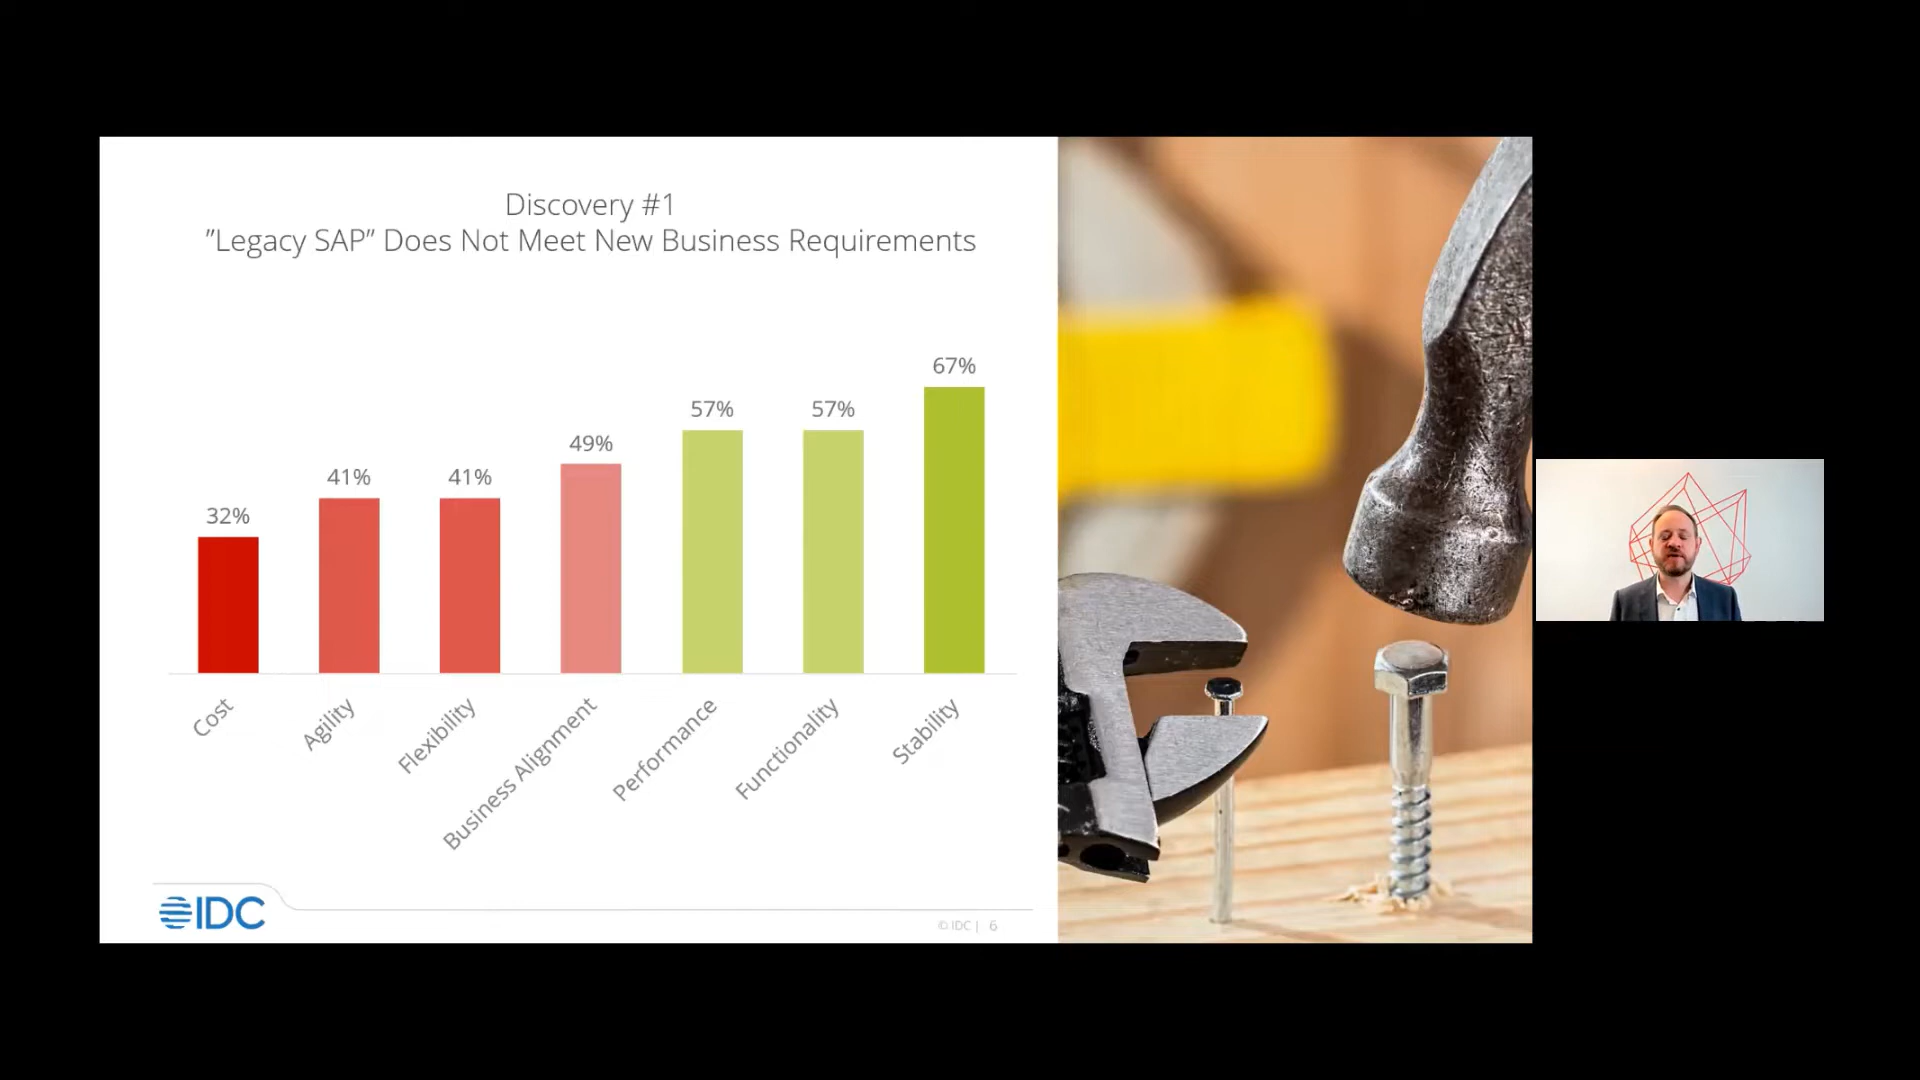 Discovery #1
”Legacy SAP” Does Not Meet New Business Requirements
32%
41%
41%
49%
57%
57%
67%
Cost
Agility
Flexibility
Business Alignment
Performance
Functionality
Stability
IDC
© IDC | 6